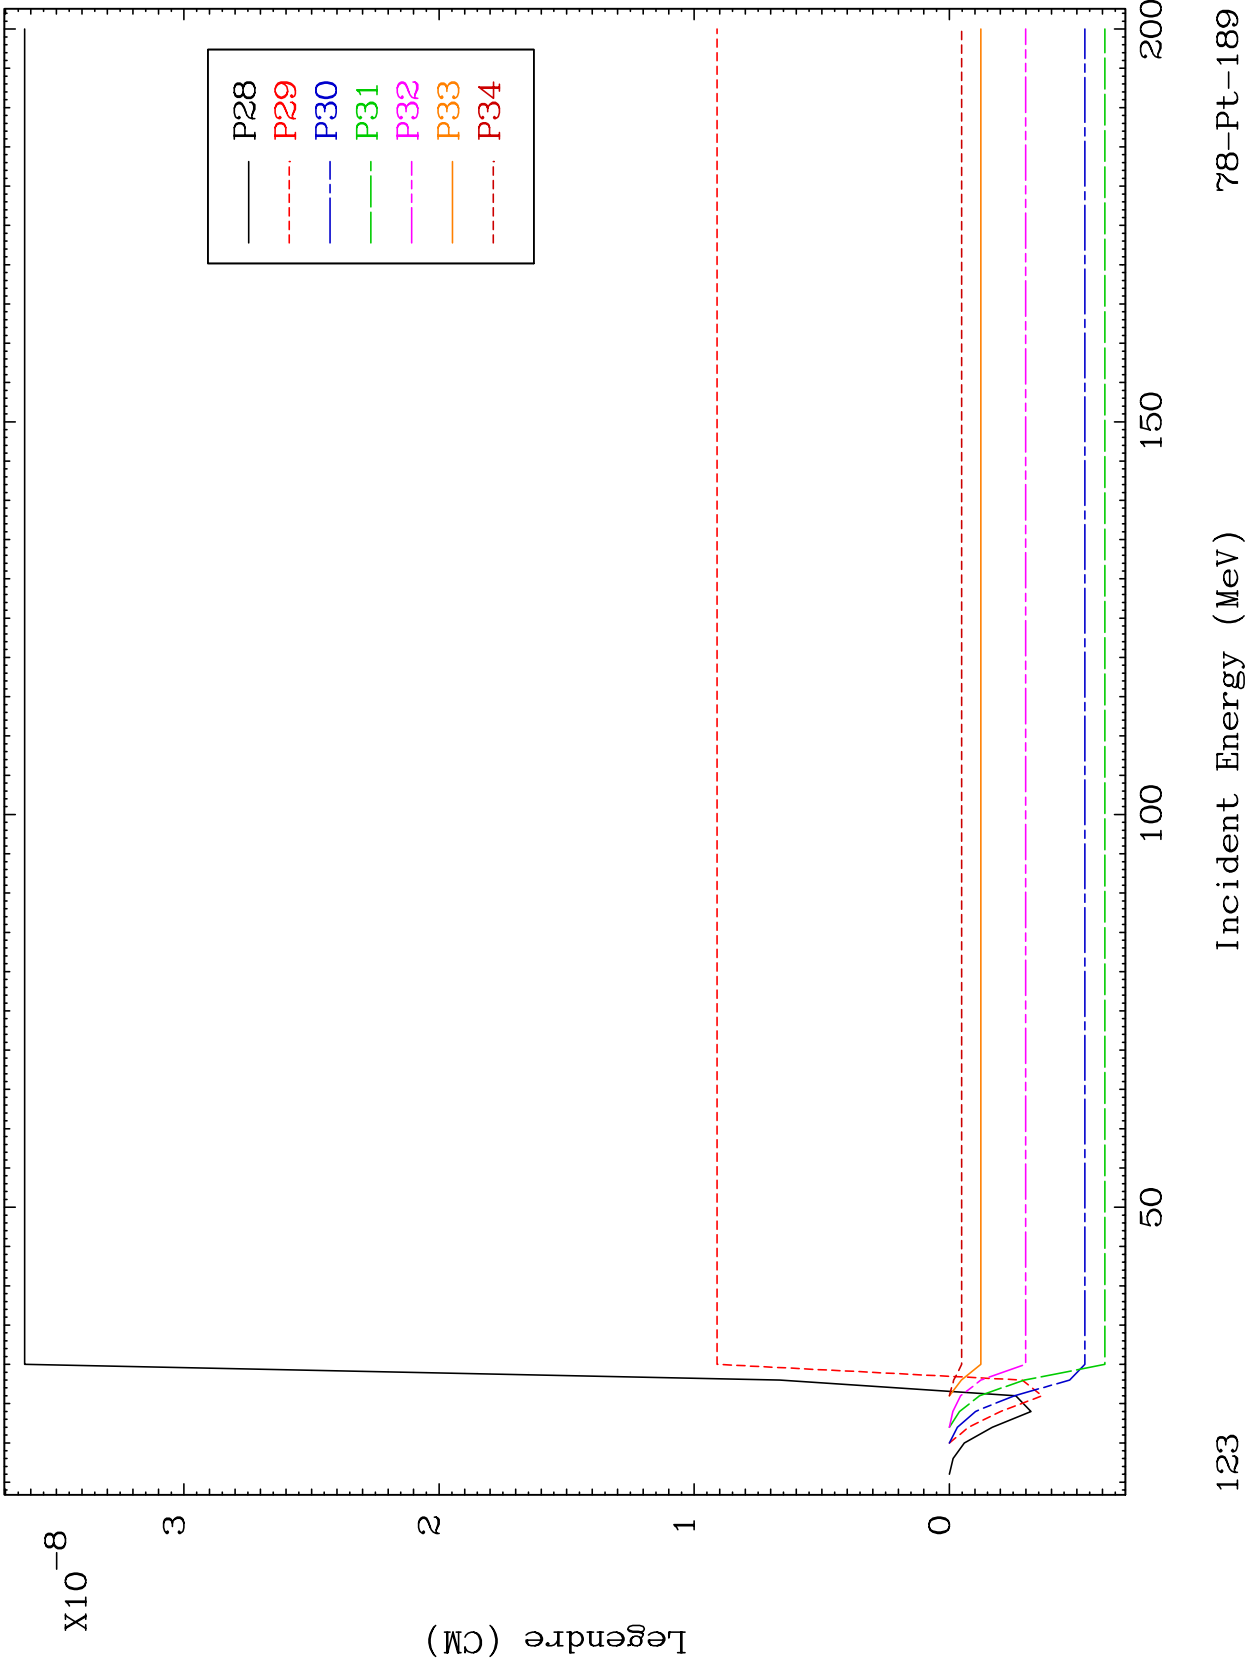 X10⁻⁸
Legendre (CM)
3
2
1
0
P28
P29
P30
P31
P32
P33
P34
50
100
150
200
Incident Energy (MeV)
123
78-Pt-189